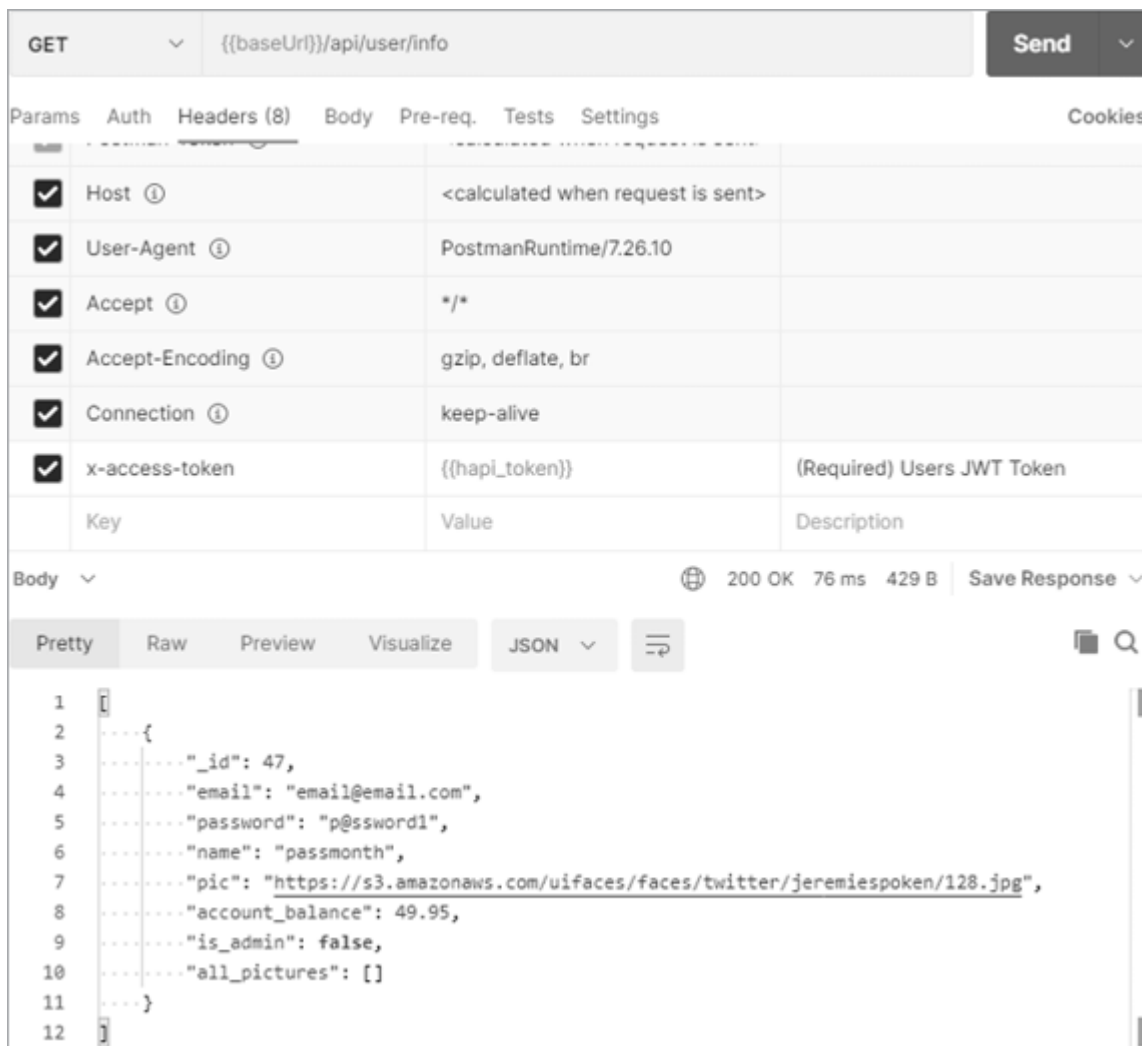 GET {{baseUrl}}/api/user/info Send
Params Auth Headers (8) Body Pre-req. Tests Settings Cookies
Host <calculated when request is sent>
User-Agent PostmanRuntime/7.26.10
Accept */*
Accept-Encoding gzip, deflate, br
Connection keep-alive
x-access-token {{hapi_token}} (Required) Users JWT Token
Key Value Description
Body 200 OK 76 ms 429 B Save Response
Pretty Raw Preview Visualize JSON
1 [
2 {
3 "_id": 47,
4 "email": "email@email.com",
5 "password": "p@ssword1",
6 "name": "passmonth",
7 "pic": "https://s3.amazonaws.com/uifaces/faces/twitter/jeremiespoken/128.jpg",
8 "account_balance": 49.95,
9 "is_admin": false,
10 "all_pictures": []
11 }
12 ]